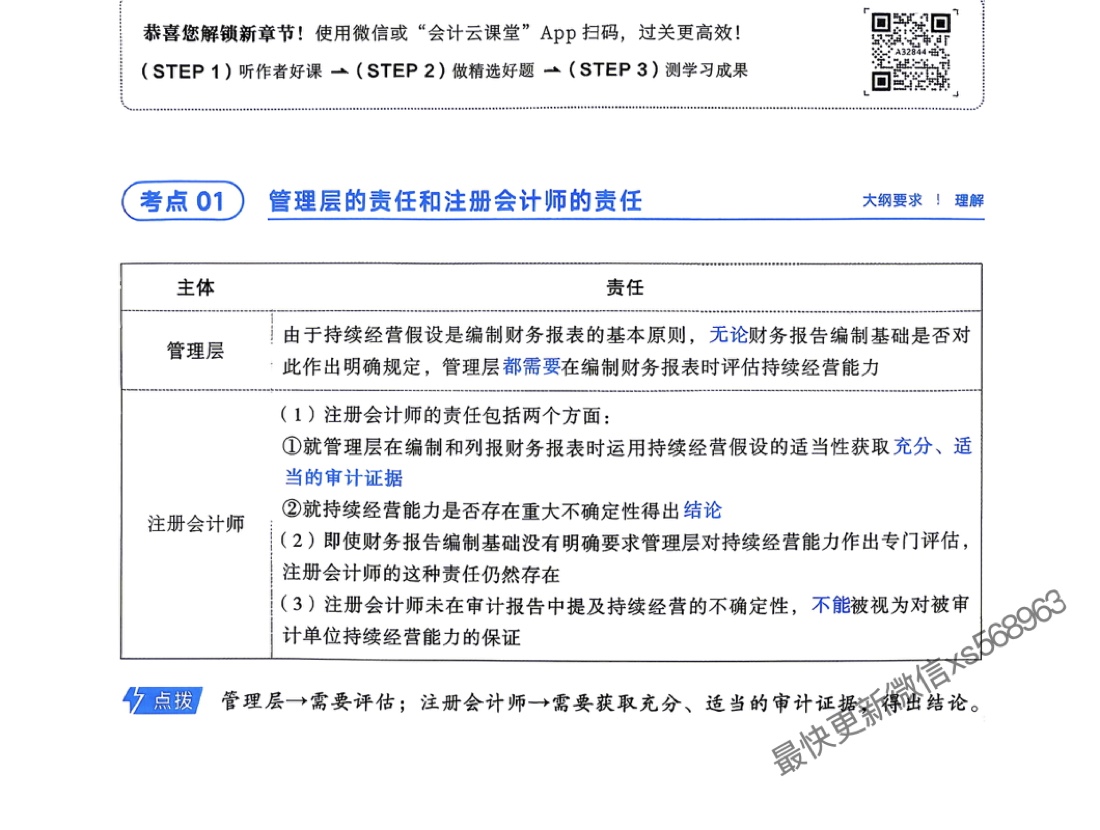 恭喜您解锁新章节！使用微信或“会计云课堂”App 扫码，过关更高效！
（STEP 1）听作者好课 ⇀（STEP 2）做精选好题 ⇀（STEP 3）测学习成果
A32844
考点 01 管理层的责任和注册会计师的责任 大纲要求 ┆ 理解
主体 责任
管理层
由于持续经营假设是编制财务报表的基本原则，无论财务报告编制基础是否对
此作出明确规定，管理层都需要在编制财务报表时评估持续经营能力
注册会计师
（1）注册会计师的责任包括两个方面：
①就管理层在编制和列报财务报表时运用持续经营假设的适当性获取充分、适
当的审计证据
②就持续经营能力是否存在重大不确定性得出结论
（2）即使财务报告编制基础没有明确要求管理层对持续经营能力作出专门评估，
注册会计师的这种责任仍然存在
（3）注册会计师未在审计报告中提及持续经营的不确定性，不能被视为对被审
计单位持续经营能力的保证
点拨 管理层→需要评估；注册会计师→需要获取充分、适当的审计证据，得出结论。
最快更新微信xs568963